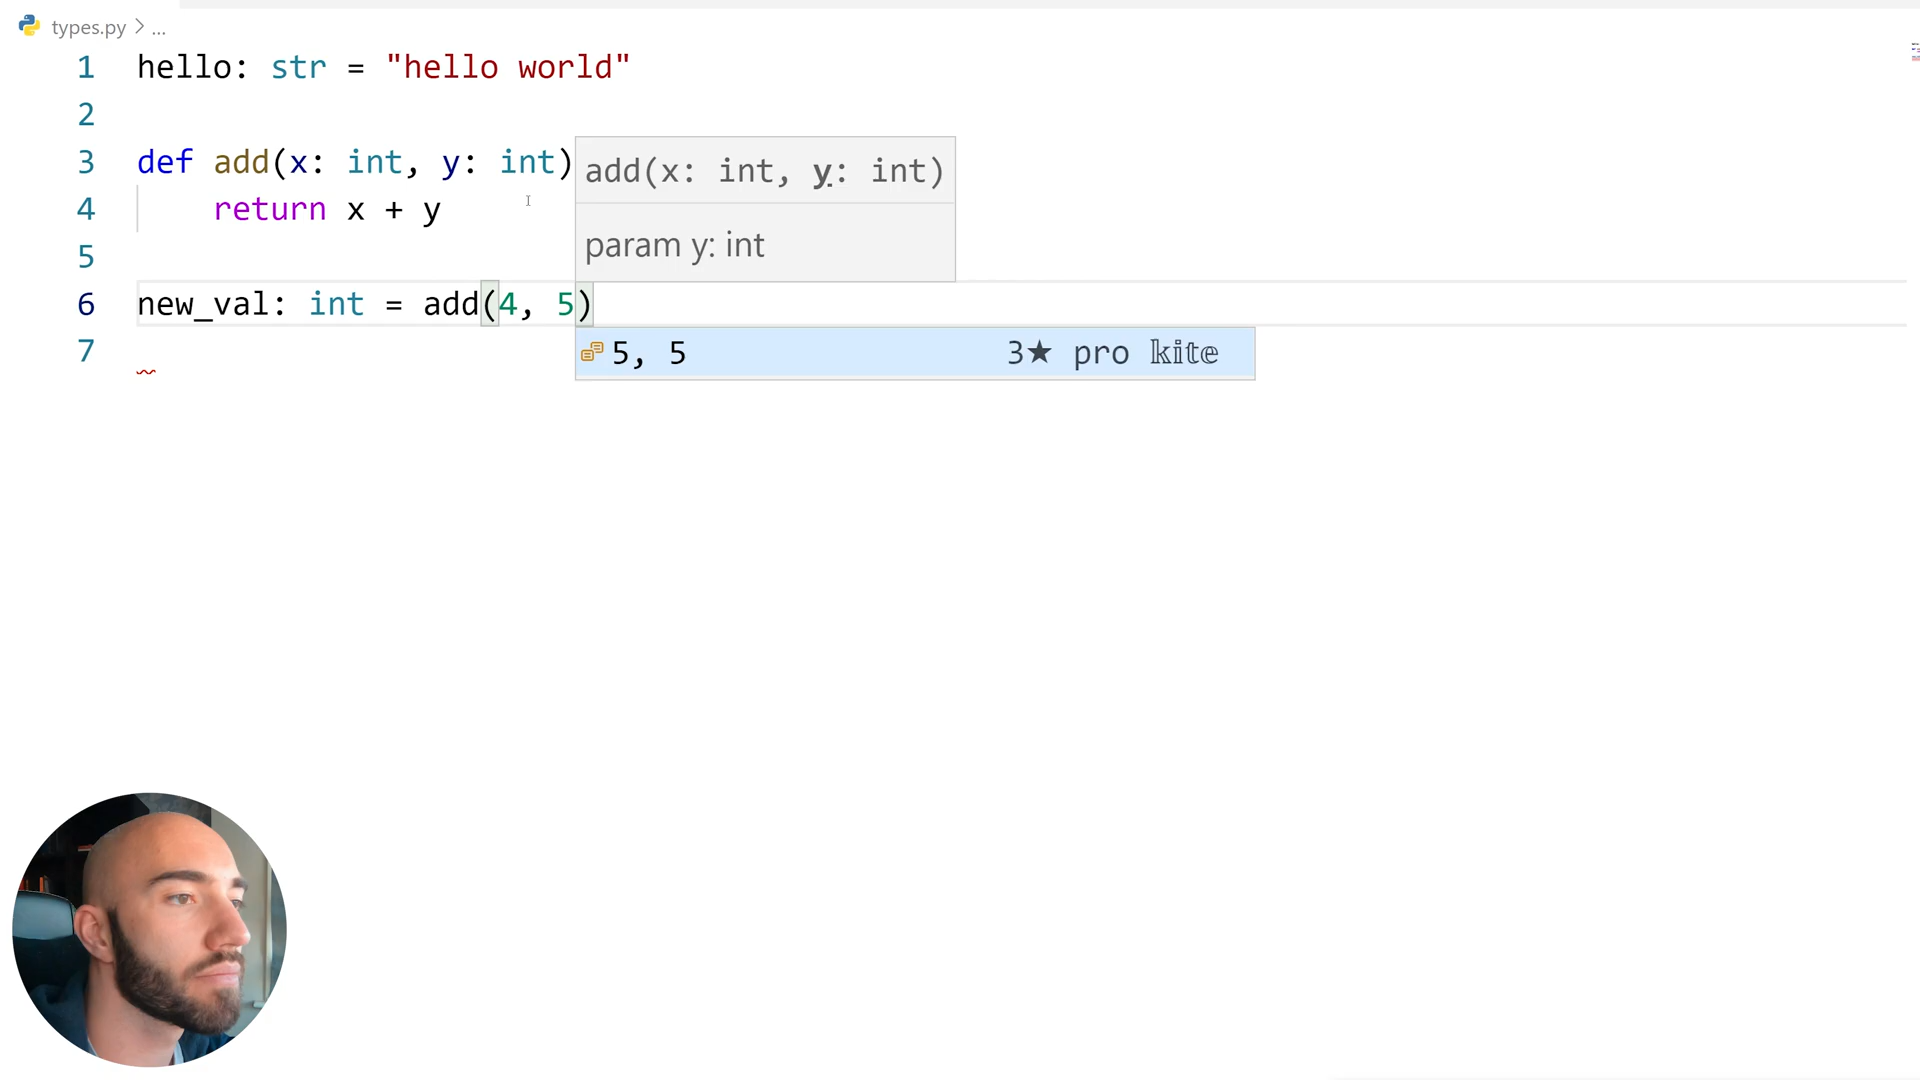 types.py > ...
1 hello: str = "hello world"
2
3 def add(x: int, y: int)
4 return x + y
5
6 new_val: int = add(4, 5)
7
add(x: int, y: int)
param y: int
5, 5 3★ pro kite